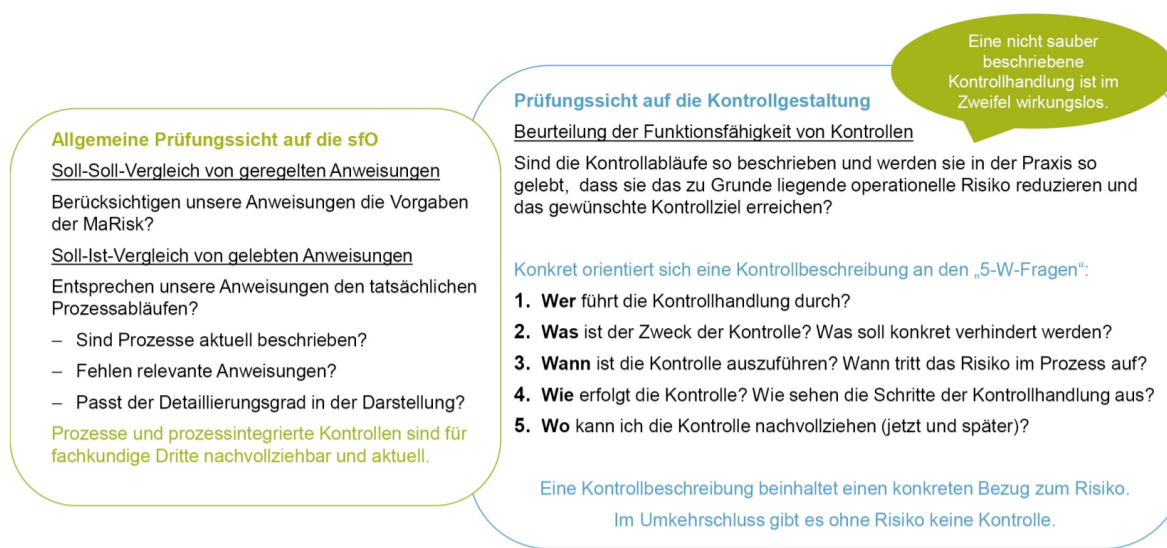 Allgemeine Prüfungssicht auf die sfO
Soll-Soll-Vergleich von geregelten Anweisungen
Berücksichtigen unsere Anweisungen die Vorgaben
der MaRisk?
Soll-Ist-Vergleich von gelebten Anweisungen
Entsprechen unsere Anweisungen den tatsächlichen
Prozessabläufen?
– Sind Prozesse aktuell beschrieben?
– Fehlen relevante Anweisungen?
– Passt der Detaillierungsgrad in der Darstellung?
Prozesse und prozessintegrierte Kontrollen sind für
fachkundige Dritte nachvollziehbar und aktuell.
Eine nicht sauber
beschriebene
Kontrollhandlung ist im
Zweifel wirkungslos.
Prüfungssicht auf die Kontrollgestaltung
Beurteilung der Funktionsfähigkeit von Kontrollen
Sind die Kontrollabläufe so beschrieben und werden sie in der Praxis so
gelebt, dass sie das zu Grunde liegende operationelle Risiko reduzieren und
das gewünschte Kontrollziel erreichen?
Konkret orientiert sich eine Kontrollbeschreibung an den „5-W-Fragen“:
1. Wer führt die Kontrollhandlung durch?
2. Was ist der Zweck der Kontrolle? Was soll konkret verhindert werden?
3. Wann ist die Kontrolle auszuführen? Wann tritt das Risiko im Prozess auf?
4. Wie erfolgt die Kontrolle? Wie sehen die Schritte der Kontrollhandlung aus?
5. Wo kann ich die Kontrolle nachvollziehen (jetzt und später)?
Eine Kontrollbeschreibung beinhaltet einen konkreten Bezug zum Risiko.
Im Umkehrschluss gibt es ohne Risiko keine Kontrolle.